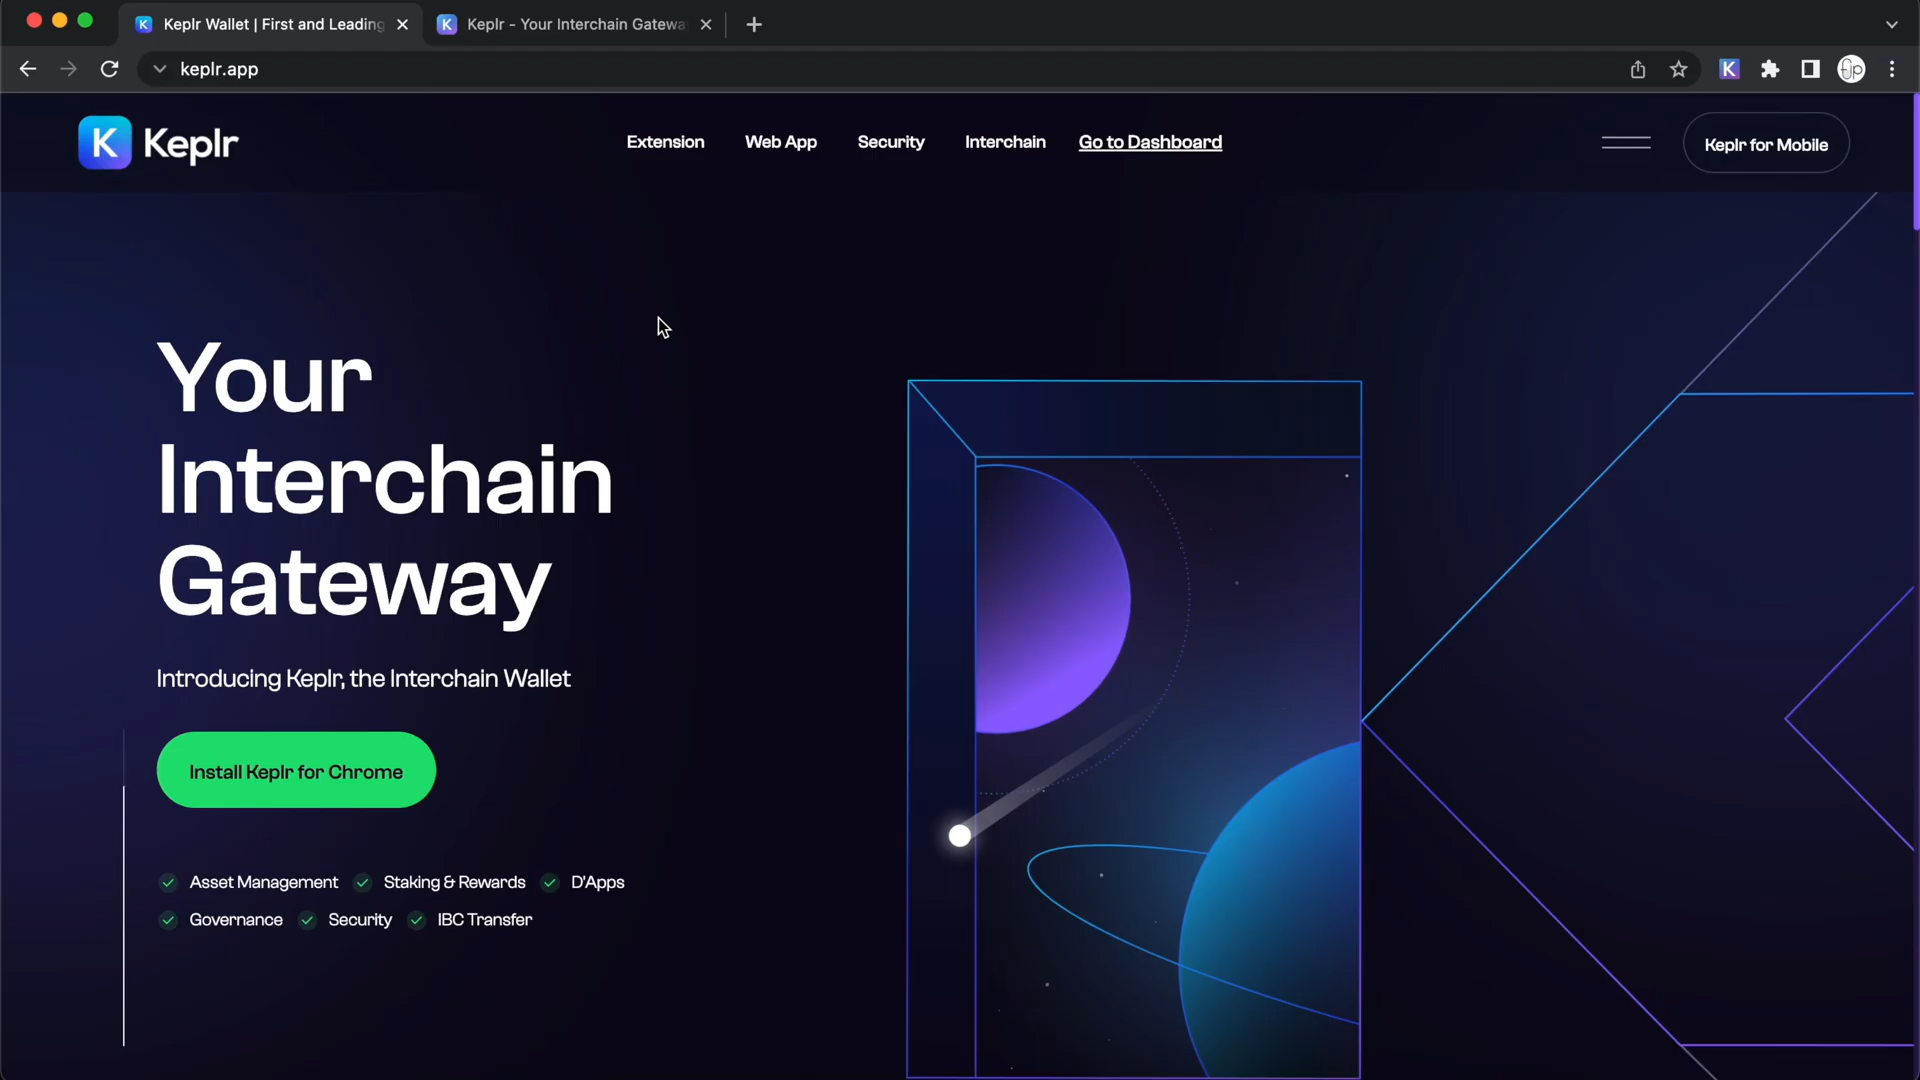 Keplr Wallet | First and Leading
Keplr - Your Interchain Gatewa
keplr.app
K
K Keplr
Extension
Web App
Security
Interchain
Go to Dashboard
Keplr for Mobile
Your
Interchain
Gateway
Introducing Keplr, the Interchain Wallet
Install Keplr for Chrome
Asset Management Staking & Rewards D'Apps
Governance Security IBC Transfer